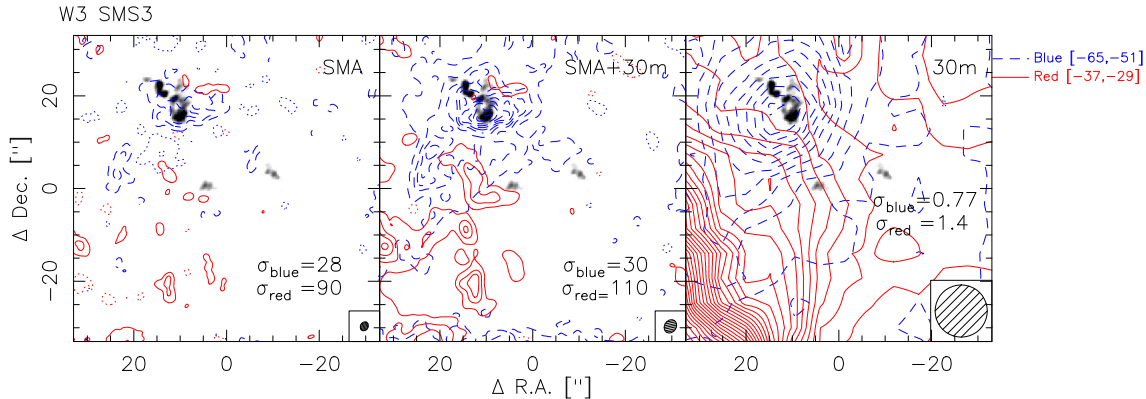 W3 SMS3
SMA
SMA+30m
30m
Blue [-65,-51]
Red [-37,-29]
20
0
-20
Δ Dec. ["]
σblue=28
σred=90
σblue=30
σred=110
σblue=0.77
σred=1.4
20 0 -20 20 0 -20 20 0 -20
Δ R.A. ["]